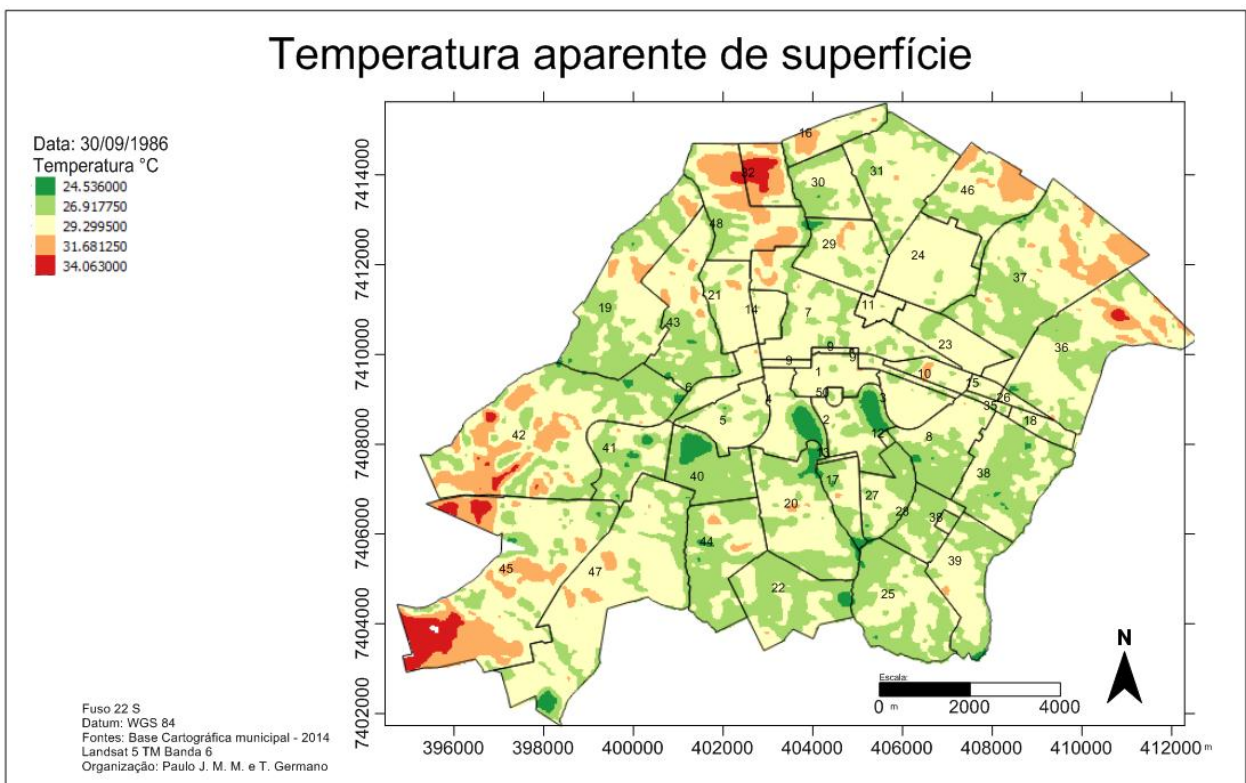 Temperatura aparente de superfície
Data: 30/09/1986
Temperatura °C
24.536000
26.917750
29.299500
31.681250
34.063000
7414000
7412000
7410000
7408000
7406000
7404000
7402000
396000 398000 400000 402000 404000 406000 408000 410000 412000 m
16
32 30 31 46
48 29 24 37
19 21 14 7 11
43 23 36
9 9 9
6 1 10 15
4 50 3 26
5 2 35 18
42 12 8
41 13
40 17 38
20 27 28
44 39
45 47 22 25
N
Escala:
0 m 2000 4000
Fuso 22 S
Datum: WGS 84
Fontes: Base Cartográfica municipal - 2014
Landsat 5 TM Banda 6
Organização: Paulo J. M. M. e T. Germano